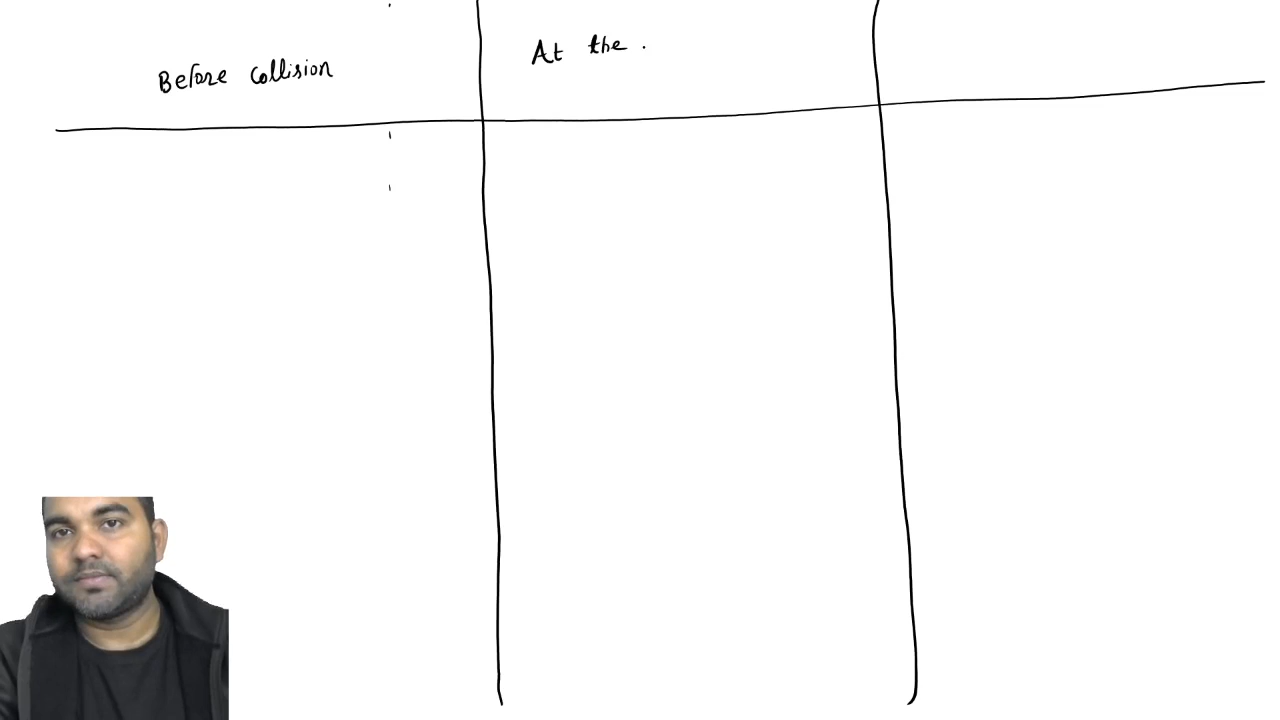 Before Collision
At the .